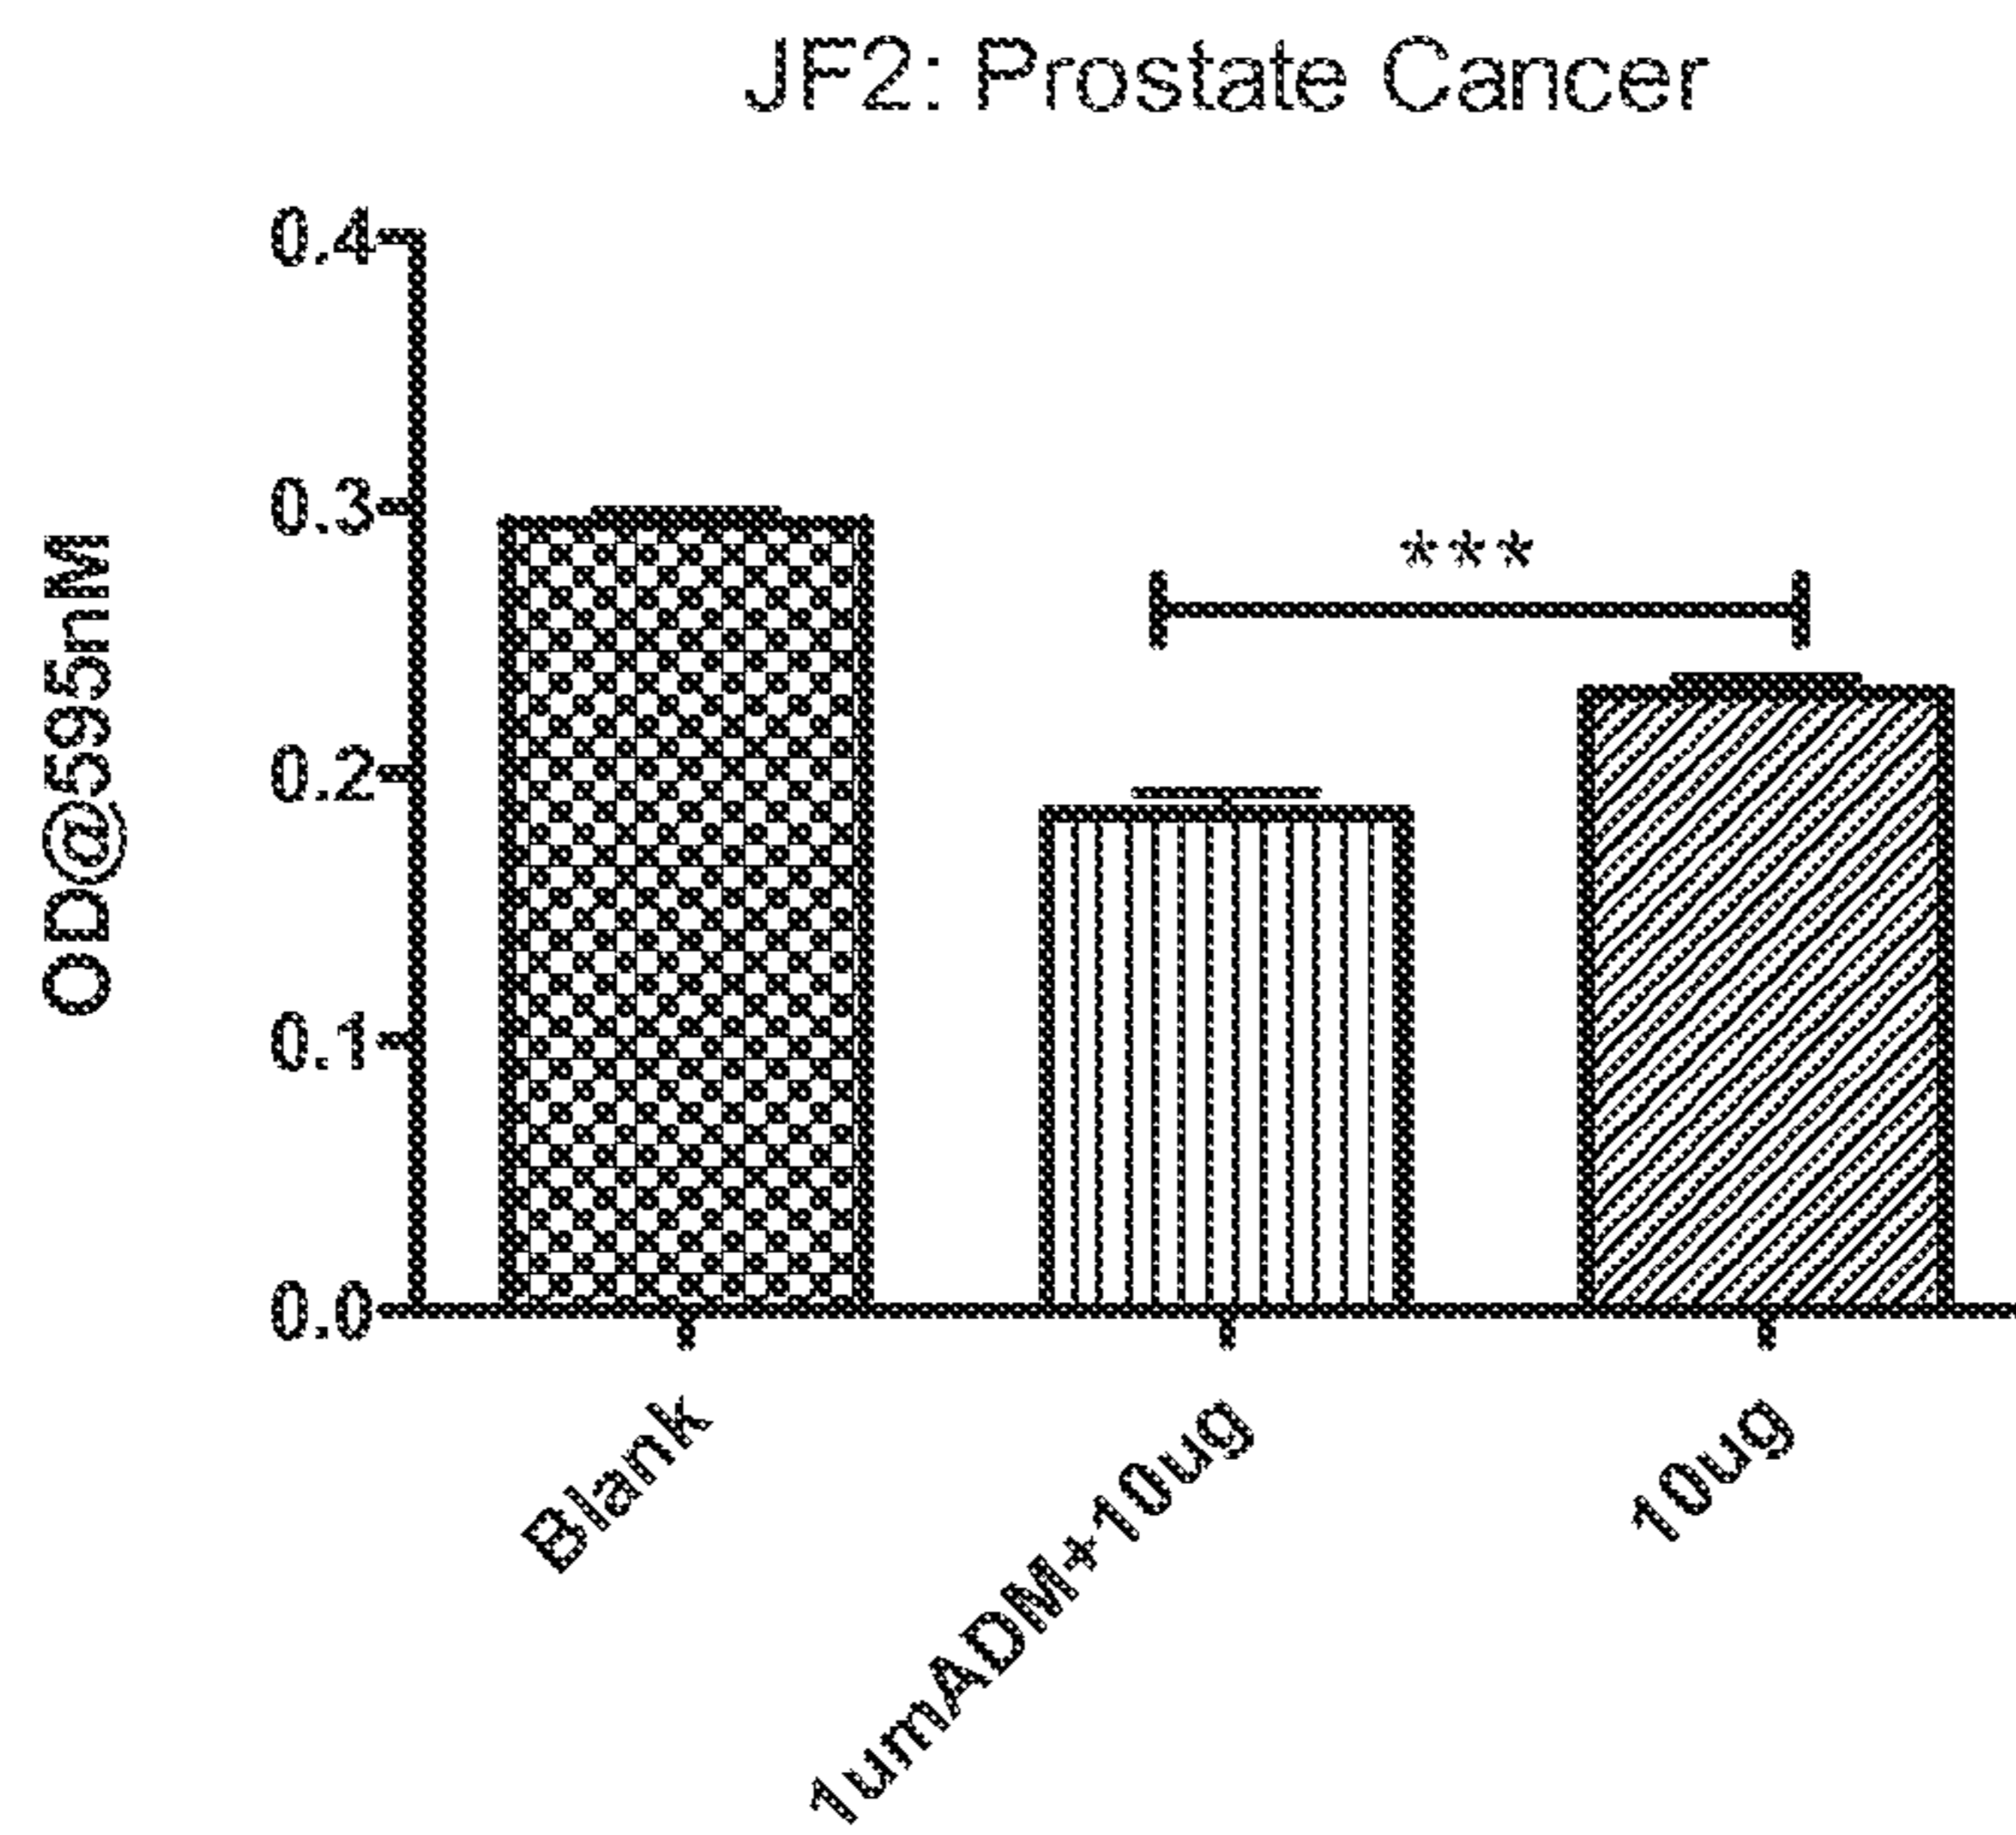 JF2: Prostate Cancer
OD@595nM
0.4
0.3
0.2
0.1
0.0
***
Blank
1umADM+10ug
10ug